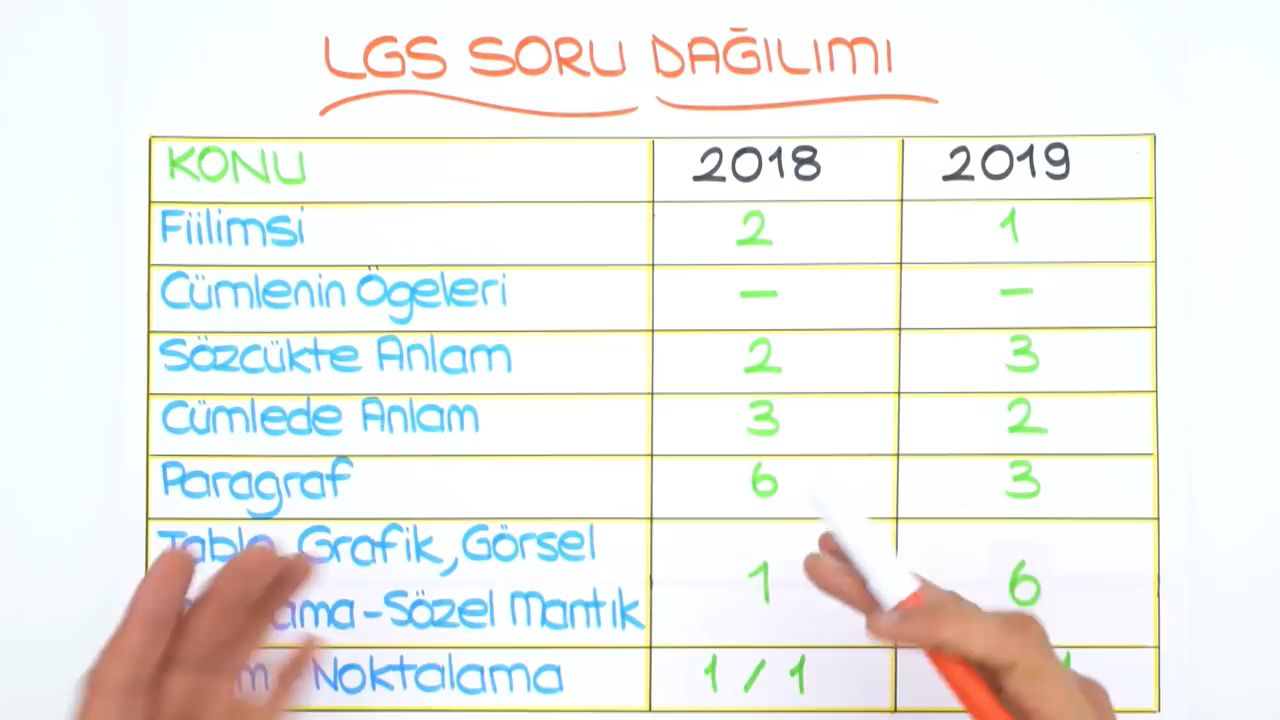 LGS SORU DAĞILIMI
KONU 2018 2019
Fiilimsi 2 1
Cümlenin Ögeleri - -
Sözcükte Anlam 2 3
Cümlede Anlam 3 2
Paragraf 6 3
Tablo, Grafik, Görsel
-Sözel Mantık 1 6
Noktalama 1 / 1